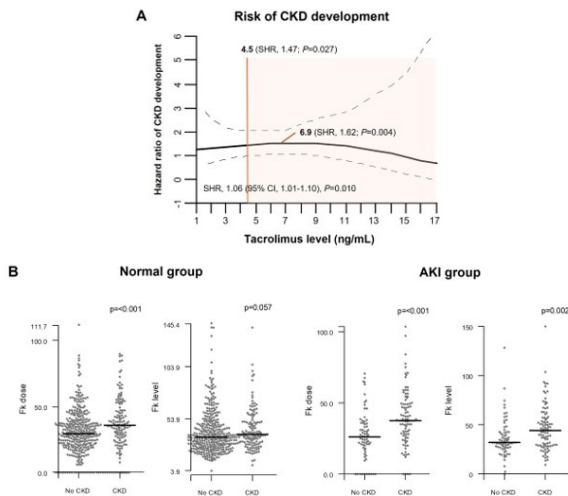 A
Risk of CKD development
Hazard ratio of CKD development
6
5
4
3
2
1
0
-1
4.5 (SHR, 1.47; P=0.027)
6.9 (SHR, 1.62; P=0.004)
SHR, 1.06 (95% CI, 1.01-1.10), P=0.010
1 3 5 7 9 11 13 15 17
Tacrolimus level (ng/mL)
B
Normal group
AKI group
p=<0.001
Fk dose
111.7
100.0
50.0
0.0
No CKD CKD
p=0.057
Fk level
145.4
103.9
53.9
3.9
No CKD CKD
p=<0.001
Fk dose
100.0
50.0
0.0
No CKD CKD
p=0.002
Fk level
150
100
50
0
No CKD CKD